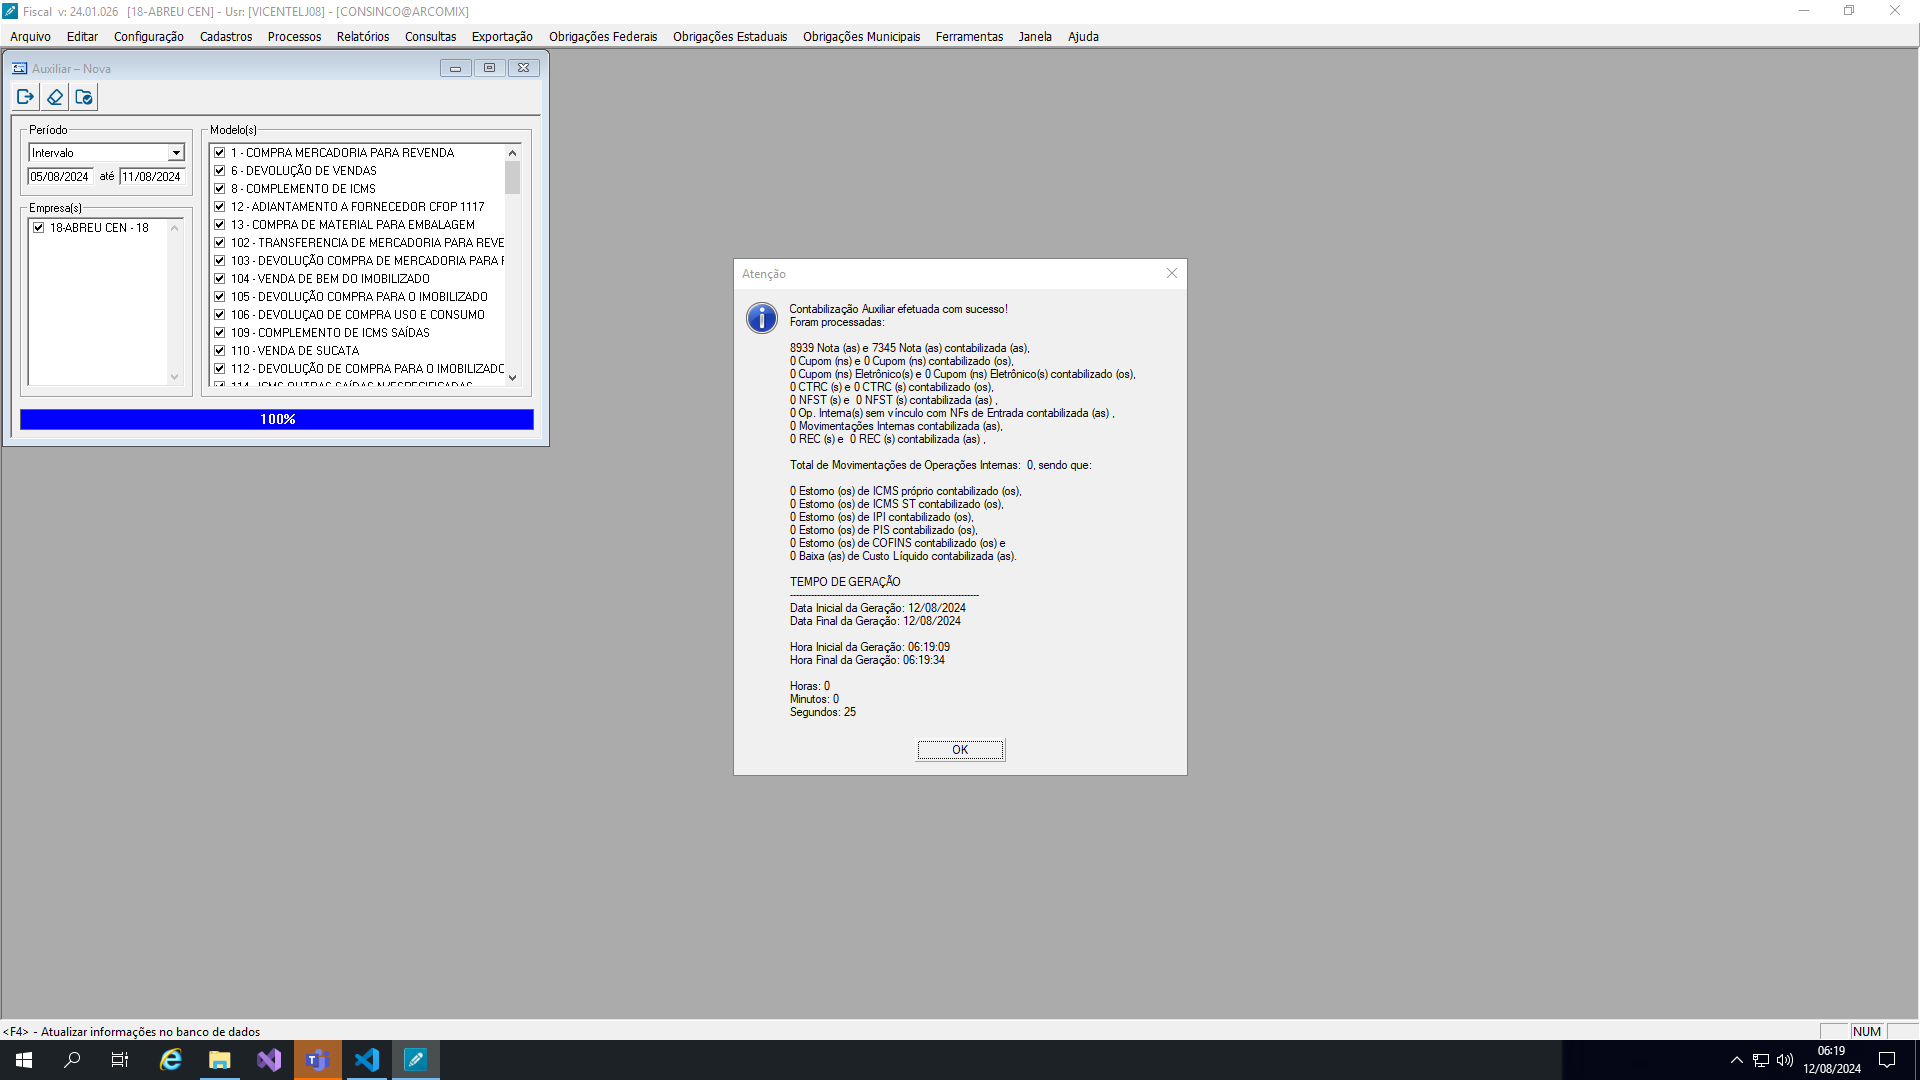 Fiscal v: 24.01.026 [18-ABREU CEN] - Usr: [VICENTELJ08] - [CONSINCO@ARCOMIX]
Arquivo Editar Configuração Cadastros Processos Relatórios Consultas Exportação Obrigações Federais Obrigações Estaduais Obrigações Municipais Ferramentas Janela Ajuda
Auxiliar – Nova
Período
Intervalo
05/08/2024 até 11/08/2024
Empresa(s)
18-ABREU CEN - 18
Modelo(s)
1 - COMPRA MERCADORIA PARA REVENDA
6 - DEVOLUÇÃO DE VENDAS
8 - COMPLEMENTO DE ICMS
12 - ADIANTAMENTO A FORNECEDOR CFOP 1117
13 - COMPRA DE MATERIAL PARA EMBALAGEM
102 - TRANSFERENCIA DE MERCADORIA PARA REVE
103 - DEVOLUÇÃO COMPRA DE MERCADORIA PARA
104 - VENDA DE BEM DO IMOBILIZADO
105 - DEVOLUÇÃO COMPRA PARA O IMOBILIZADO
106 - DEVOLUÇAO DE COMPRA USO E CONSUMO
109 - COMPLEMENTO DE ICMS SAÍDAS
110 - VENDA DE SUCATA
112 - DEVOLUÇÃO DE COMPRA PARA O IMOBILIZADO
114 - ICMS OUTRAS SAÍDAS N/ESPECIFICADAS
100%
Atenção
Contabilização Auxiliar efetuada com sucesso!
Foram processadas:
8939 Nota (as) e 7345 Nota (as) contabilizada (as),
0 Cupom (ns) e 0 Cupom (ns) contabilizado (os),
0 Cupom (ns) Eletrônico(s) e 0 Cupom (ns) Eletrônico(s) contabilizado (os),
0 CTRC (s) e 0 CTRC (s) contabilizado (os),
0 NFST (s) e 0 NFST (s) contabilizado (as) ,
0 Op. Interna(s) sem vínculo com NFs de Entrada contabilizada (as) ,
0 Movimentações Internas contabilizada (as),
0 REC (s) e 0 REC (s) contabilizada (as) ,
Total de Movimentações de Operações Internas: 0, sendo que:
0 Estorno (os) de ICMS próprio contabilizado (os),
0 Estorno (os) de ICMS ST contabilizado (os),
0 Estorno (os) de IPI contabilizado (os),
0 Estorno (os) de PIS contabilizado (os),
0 Estorno (os) de COFINS contabilizado (os) e
0 Baixa (as) de Custo Líquido contabilizada (as).
TEMPO DE GERAÇÃO
---------------------------------------------------------------
Data Inicial da Geração: 12/08/2024
Data Final da Geração: 12/08/2024
Hora Inicial da Geração: 06:19:09
Hora Final da Geração: 06:19:34
Horas: 0
Minutos: 0
Segundos: 25
OK
<F4> - Atualizar informações no banco de dados
NUM
06:19
12/08/2024